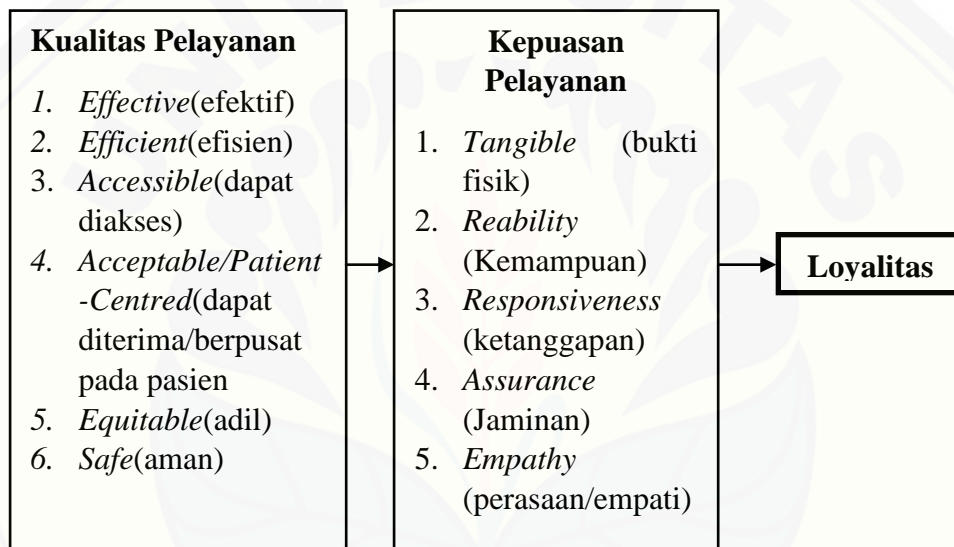 Kualitas Pelayanan
1. Effective(efektif)
2. Efficient(efisien)
3. Accessible(dapat
diakses)
4. Acceptable/Patient
-Centred(dapat
diterima/berpusat
pada pasien
5. Equitable(adil)
6. Safe(aman)
Kepuasan
Pelayanan
1. Tangible (bukti
fisik)
2. Reability
(Kemampuan)
3. Responsiveness
(ketanggapan)
4. Assurance
(Jaminan)
5. Empathy
(perasaan/empati)
Loyalitas